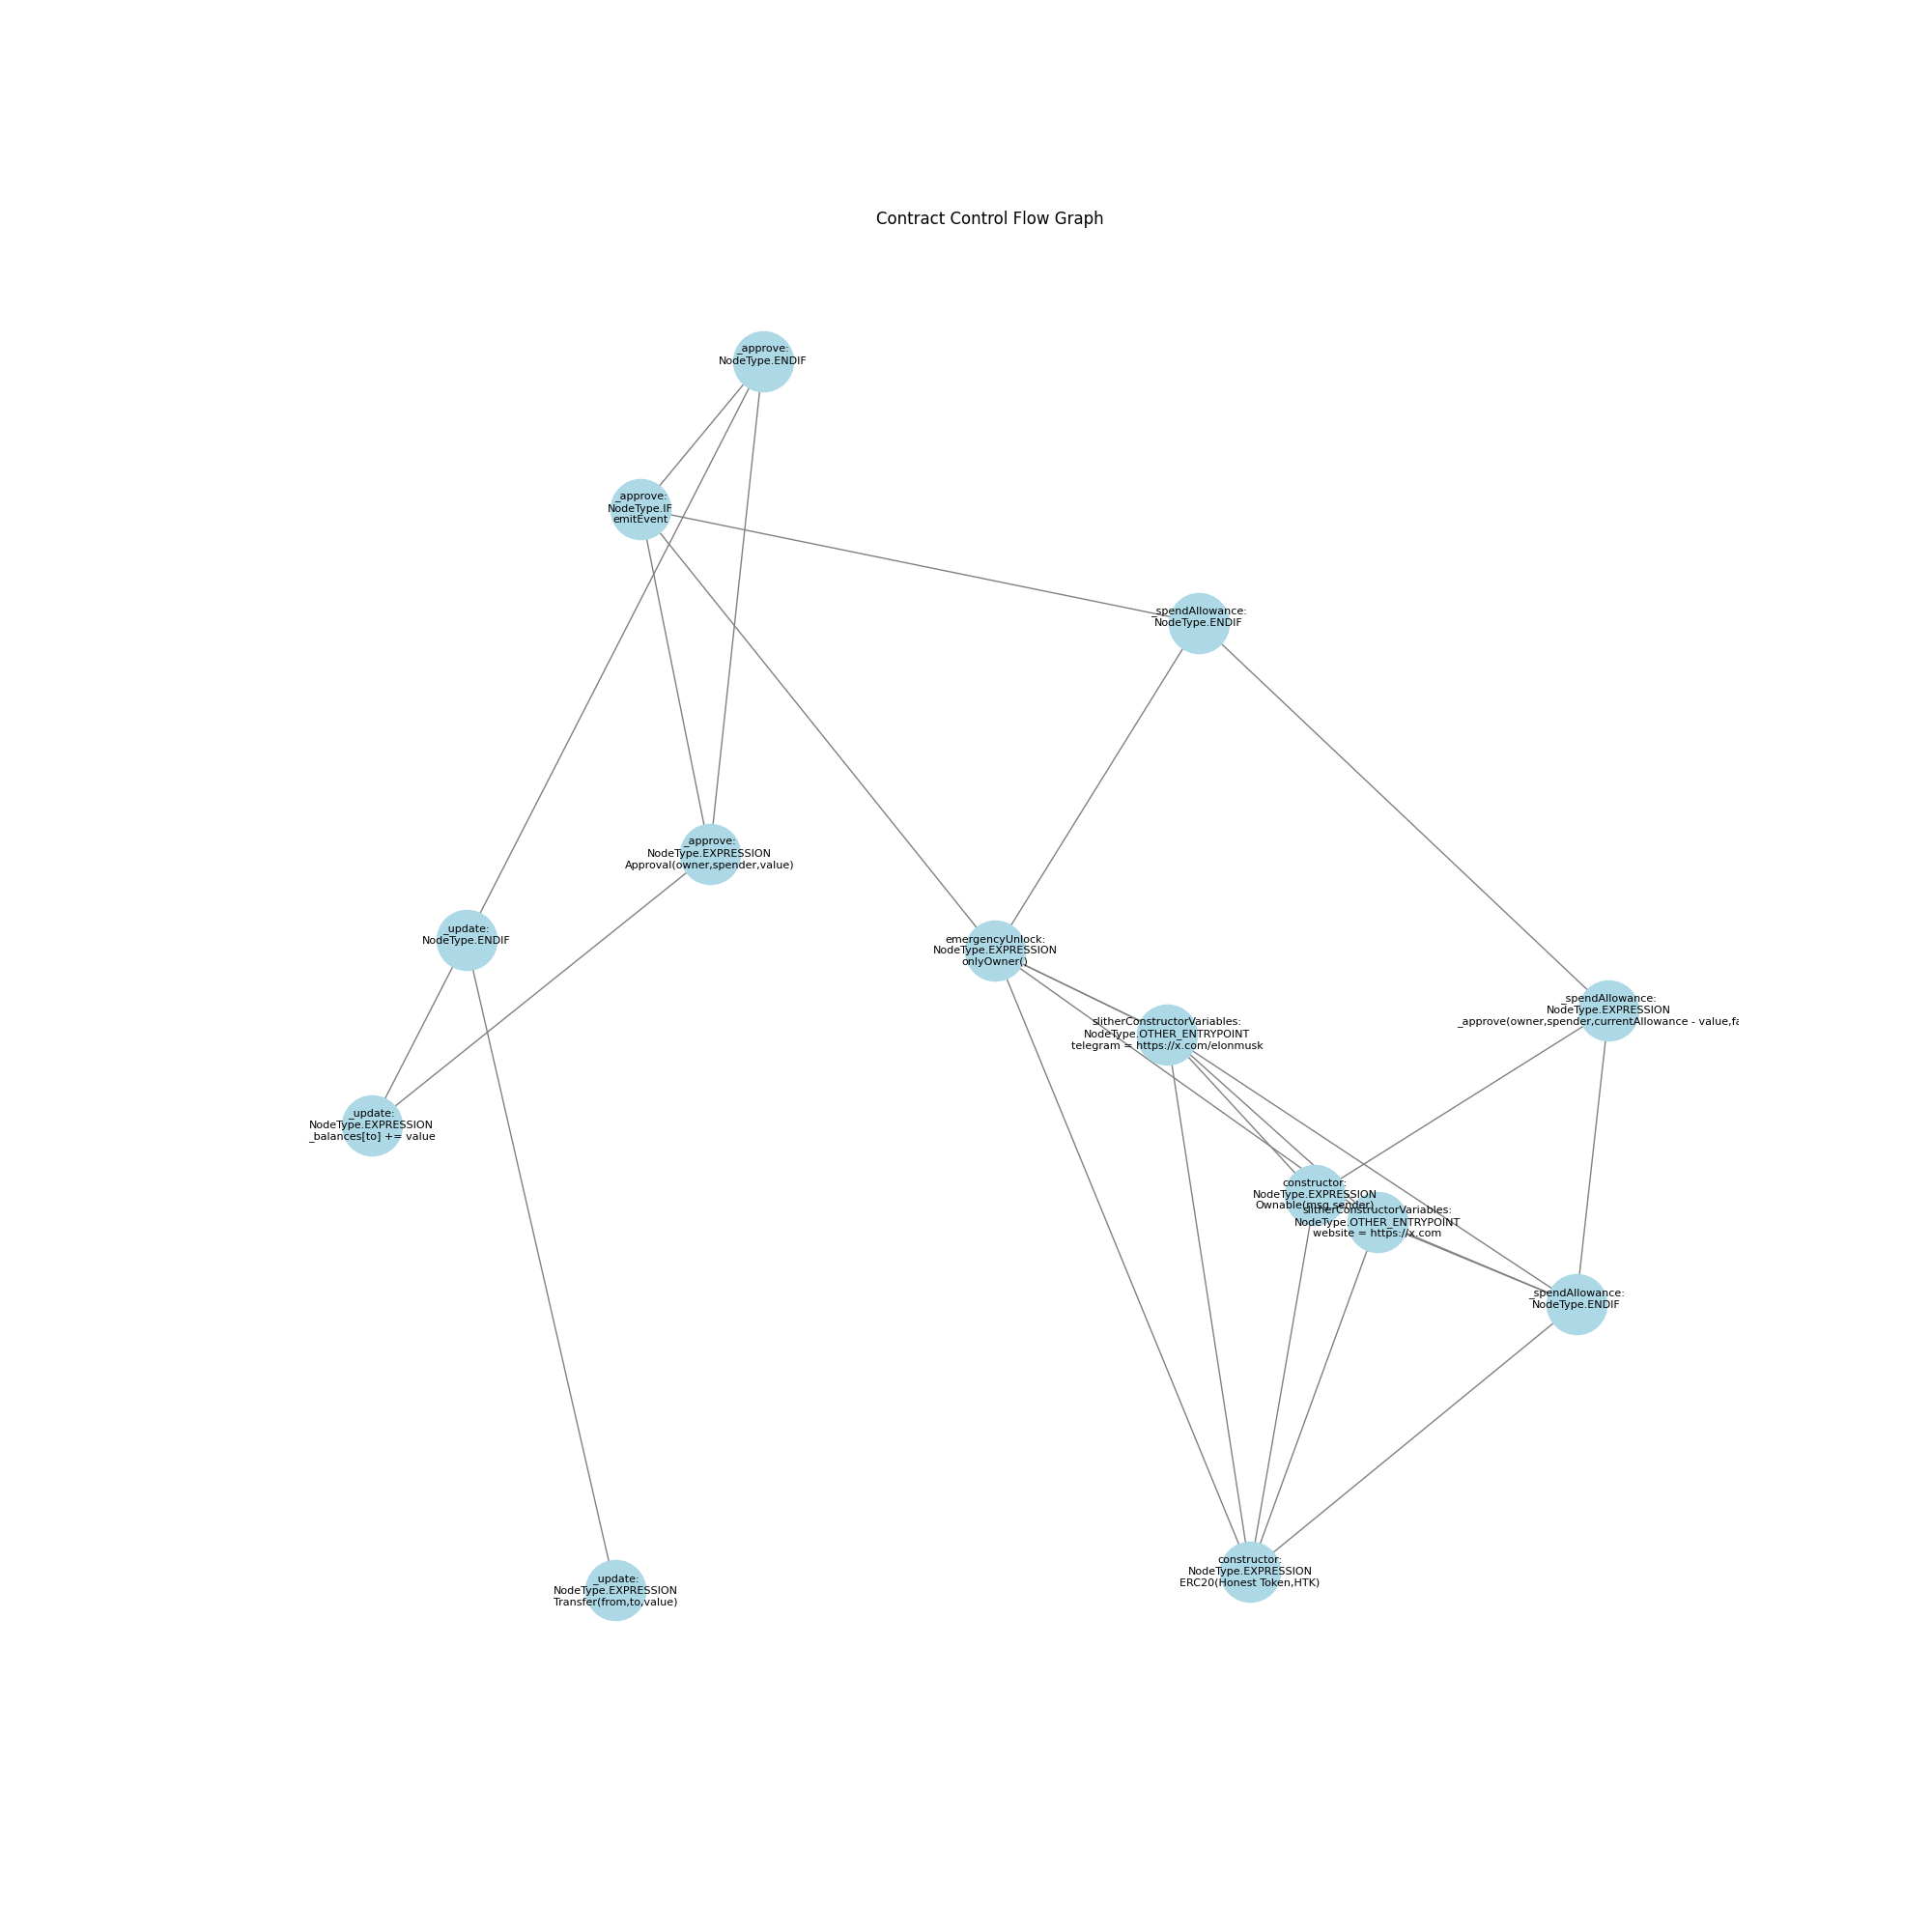 Contract Control Flow Graph
_approve:
NodeType.ENDIF
_approve:
NodeType.IF
emitEvent
_spendAllowance:
NodeType.ENDIF
_approve:
NodeType.EXPRESSION
Approval(owner,spender,value)
_update:
NodeType.ENDIF
emergencyUnlock:
NodeType.EXPRESSION
onlyOwner()
_spendAllowance:
NodeType.EXPRESSION
_approve(owner,spender,currentAllowance - value,fa
slitherConstructorVariables:
NodeType.OTHER_ENTRYPOINT
telegram = https://x.com/elonmusk
_update:
NodeType.EXPRESSION
_balances[to] += value
constructor:
NodeType.EXPRESSION
Ownable(msg.sender)
slitherConstructorVariables:
NodeType.OTHER_ENTRYPOINT
website = https://x.com
_spendAllowance:
NodeType.ENDIF
constructor:
NodeType.EXPRESSION
ERC20(Honest Token,HTK)
_update:
NodeType.EXPRESSION
Transfer(from,to,value)